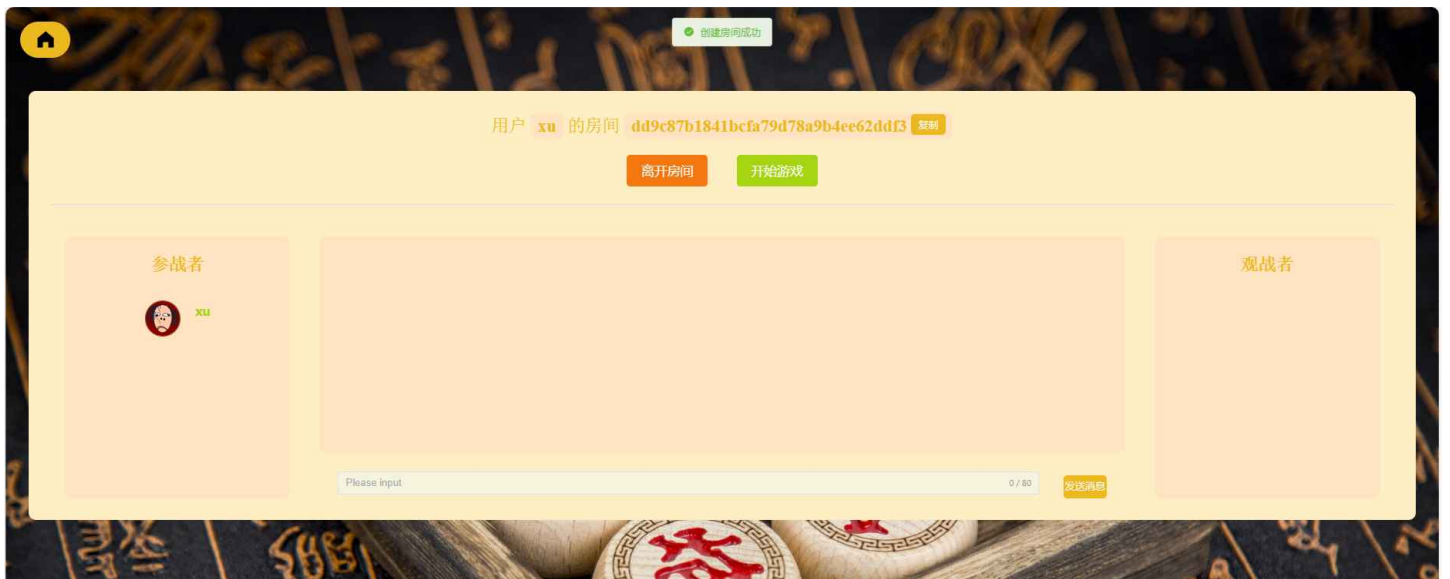 创建房间成功
用户 xu 的房间 dd9c87b1841bcfa79d78a9b4ee62ddf3 复制
离开房间 开始游戏
参战者
xu
观战者
Please input 0 / 80 发送消息